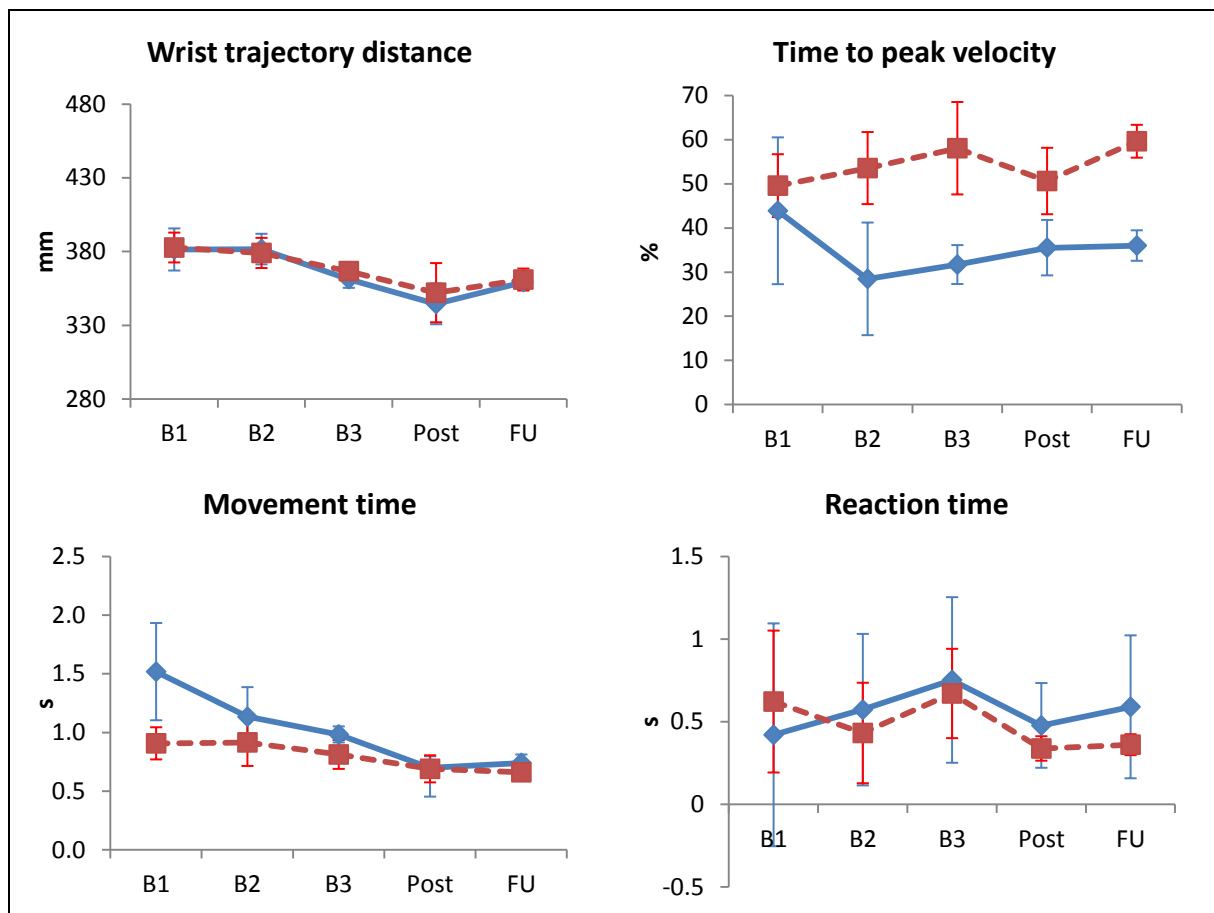 Wrist trajectory distance
480
430
380
330
280
mm
B1 B2 B3 Post FU
Time to peak velocity
70
60
50
40
30
20
10
0
%
B1 B2 B3 Post FU
Movement time
2.5
2.0
1.5
1.0
0.5
0.0
s
B1 B2 B3 Post FU
Reaction time
1.5
1
0.5
0
-0.5
s
B1 B2 B3 Post FU